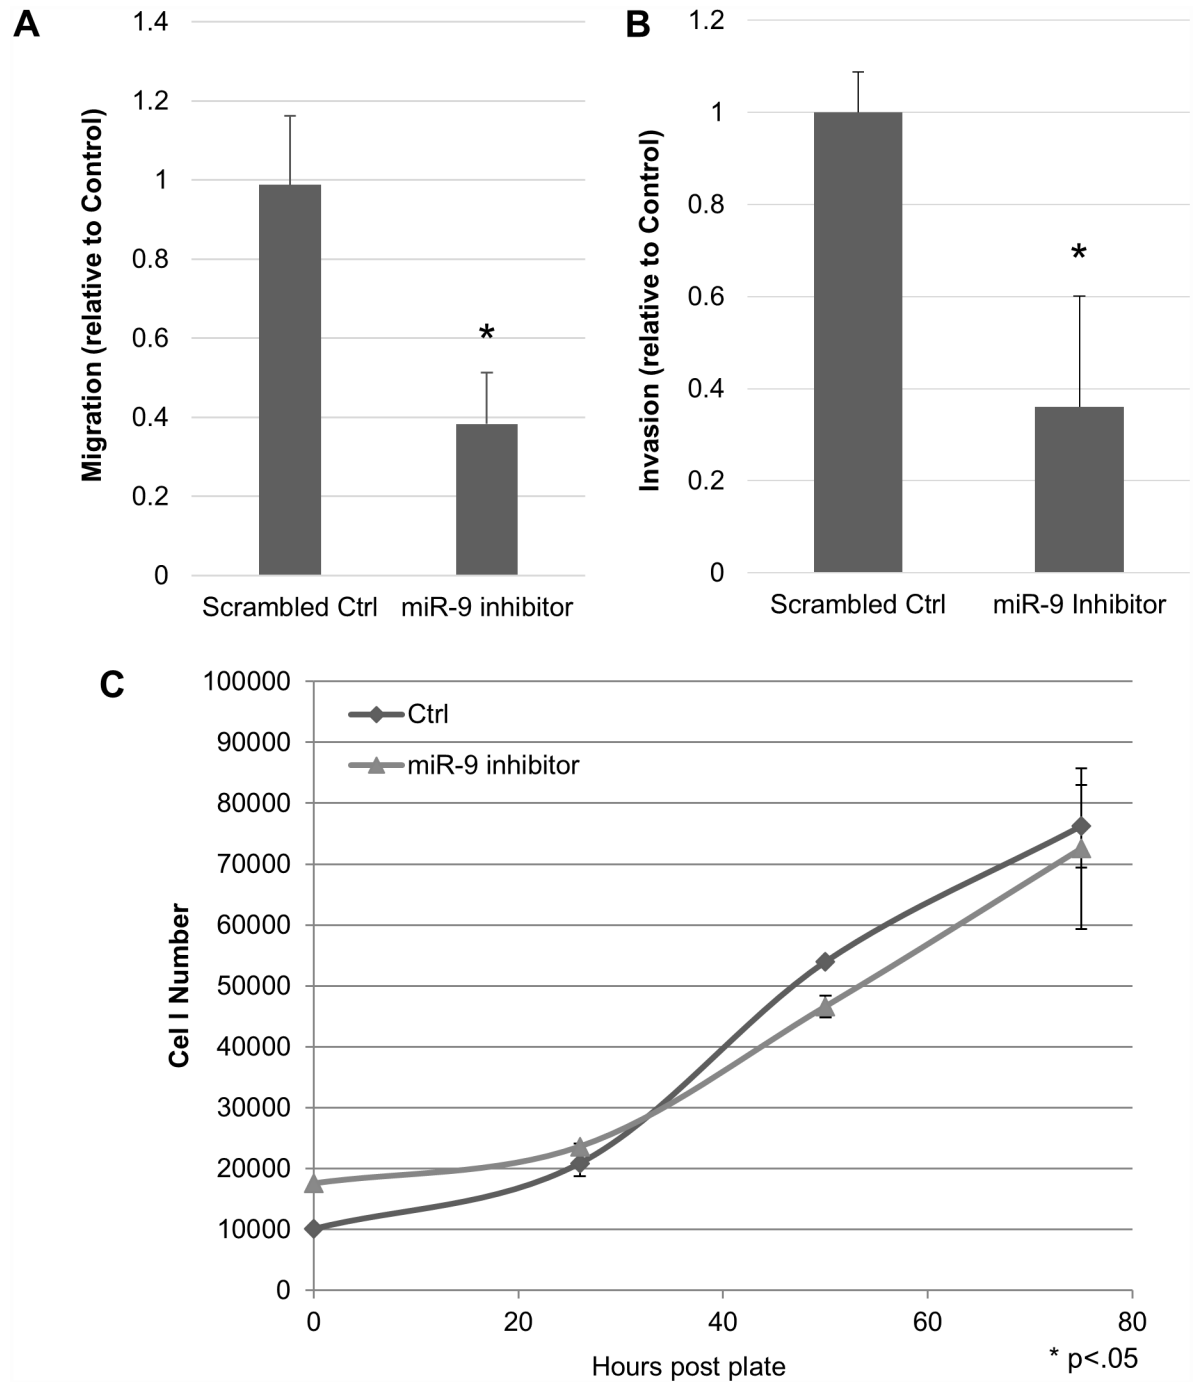 A
1.4
1.2
1
0.8
0.6
0.4
0.2
0
Migration (relative to Control)
*
Scrambled Ctrl miR-9 inhibitor
B
1.2
1
0.8
0.6
0.4
0.2
0
Invasion (relative to Control)
*
Scrambled Ctrl miR-9 Inhibitor
C
100000
90000
80000
70000
60000
50000
40000
30000
20000
10000
0
Cel l Number
Ctrl
miR-9 inhibitor
0 20 40 60 80
Hours post plate
* p<.05